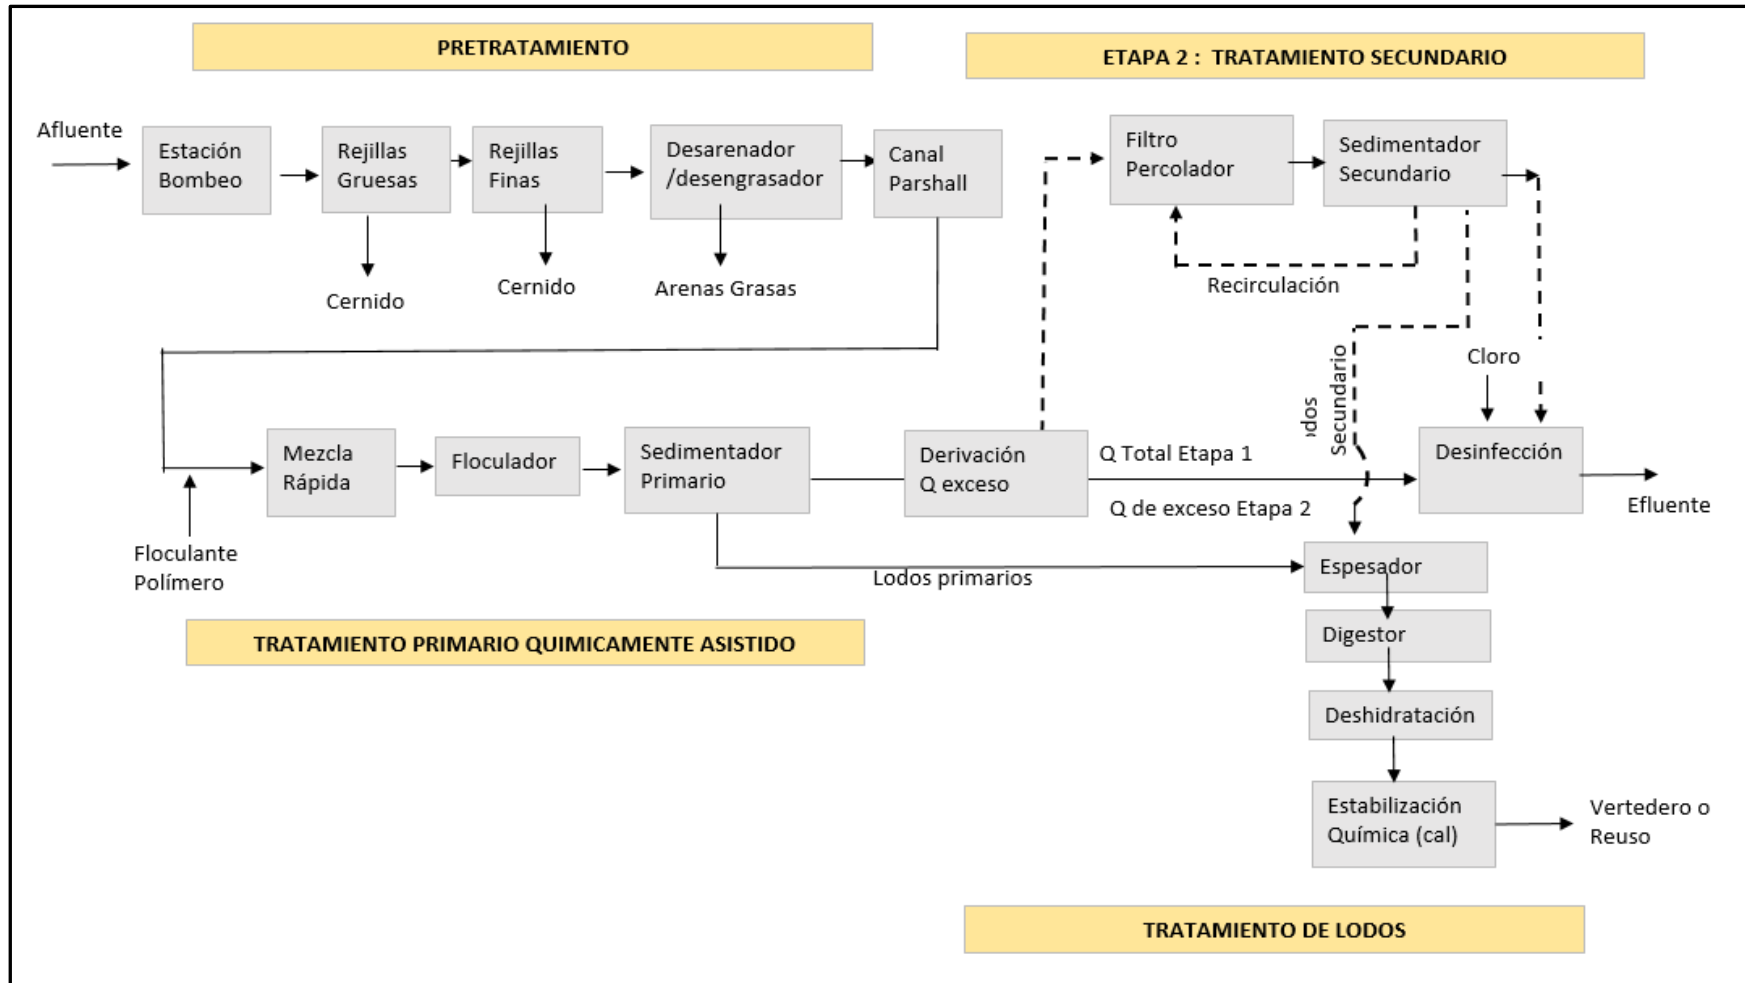 PRETRATAMIENTO
ETAPA 2 : TRATAMIENTO SECUNDARIO
Afluente
Estación
Bombeo
Rejillas
Gruesas
Rejillas
Finas
Desarenador
/desengrasador
Canal
Parshall
Filtro
Percolador
Sedimentador
Secundario
Cernido
Cernido
Arenas Grasas
Recirculación
Cloro
dos
Secundario
Mezcla
Rápida
Floculador
Sedimentador
Primario
Derivación
Q exceso
Q Total Etapa 1
Q de exceso Etapa 2
Desinfección
Efluente
Floculante
Polímero
Lodos primarios
Espesador
Digestor
Deshidratación
Estabilización
Química (cal)
Vertedero o
Reuso
TRATAMIENTO PRIMARIO QUIMICAMENTE ASISTIDO
TRATAMIENTO DE LODOS